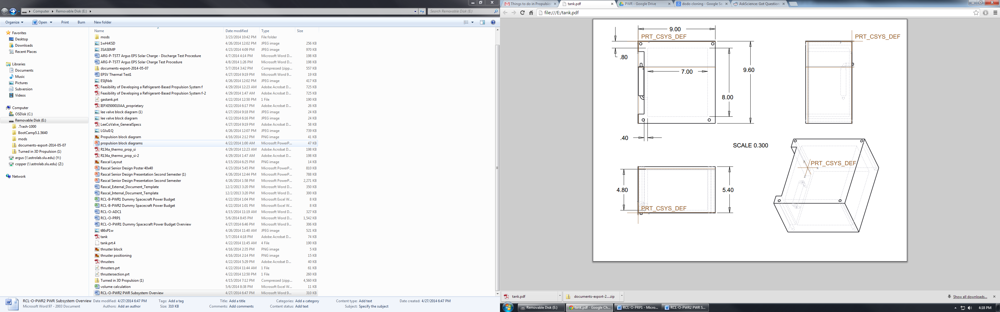 Computer ▸ Removable Disk (E:) ▸
Search Removable Disk (E:)
Organize Open Print Burn New folder
Favorites
Desktop
Downloads
Recent Places
Libraries
Documents
Music
Pictures
Subversion
Videos
Computer
OSDisk (C:)
Removable Disk (E:)
.Trash-1000
BootCamp5.1.5640
mods
documents-export-2014-05-07
Turned in 3D Propulsion (1)
argus (\\astrolab.slu.edu) (Y:)
copper (\\astrolab.slu.edu) (Z:)
Network
Name Date modified Type Size
mods 3/23/2014 10:42 PM File folder
1wHrKSD 4/26/2014 12:02 PM JPEG image 256 KB
3SAS0MP 4/23/2014 4:09 PM JPEG image 970 KB
ARG-P-TST7 Argus EPS Solar Charge - Discharge Test Procedure 4/7/2014 4:14 PM Microsoft Word D... 198 KB
ARG-P-TST7 Argus EPS Solar Charge Test Procedure 4/8/2014 1:26 PM Microsoft Word D... 198 KB
documents-export-2014-05-07 5/7/2014 3:42 PM Compressed (zipp... 557 KB
EPSV Thermal Test1 4/27/2014 9:19 PM Microsoft Word 9... 19 KB
ESljNxb 4/26/2014 12:02 PM JPEG image 417 KB
Feasibility of Developing a Refrigerant-Based Propulsion System f 4/29/2014 12:23 AM Adobe Acrobat D... 725 KB
Feasibility of Developing a Refrigerant-Based Propulsion System f-2 4/29/2014 1:47 AM Adobe Acrobat D... 725 KB
gastank.prt 4/22/2014 12:50 PM 1 File 190 KB
IEPX0500010AA_proprietary 4/22/2014 6:17 PM Adobe Acrobat D... 26 KB
lee valve block diagram (1) 4/27/2014 9:18 PM JPEG image 24 KB
lee valve block diagram 4/22/2014 6:16 PM JPEG image 24 KB
LeeCoValve_GeneralSpecs 4/27/2014 9:19 PM Adobe Acrobat D... 58 KB
LGJuI1Q 4/26/2014 12:07 PM JPEG image 739 KB
Propulsion block diagram 4/16/2014 2:12 PM PNG image 41 KB
propulsion block diagrams 4/22/2014 1:00 AM Microsoft PowerP... 47 KB
R134a_thermo_prop_si 4/29/2014 12:23 AM Adobe Acrobat D... 198 KB
R134a_thermo_prop_si-2 4/29/2014 1:47 AM Adobe Acrobat D... 198 KB
Rascal Layout 4/15/2014 6:25 PM PNG image 14 KB
Rascal Senior Design Poster 40x40 4/23/2014 5:45 PM Microsoft PowerP... 810 KB
Rascal Senior Design Presentation Second Semester (1) 4/26/2014 12:44 PM Microsoft PowerP... 788 KB
Rascal Senior Design Presentation Second Semester 4/26/2014 1:58 PM Microsoft PowerP... 2,271 KB
Rascal_External_Document_Template 12/2/2013 3:20 PM Microsoft Word D... 350 KB
Rascal_Internal_Document_Template 12/2/2013 3:20 PM Microsoft Word D... 300 KB
RCL-B-PWR1 Dummy Spacecraft Power Budget 4/22/2014 1:04 PM Microsoft Excel W... 8 KB
RCL-B-PWR2 Dummy Spacecraft Power Budget 4/22/2014 1:01 PM Microsoft Excel W... 8 KB
RCL-O-ADC1 4/15/2014 11:19 AM Microsoft Word D... 327 KB
RCL-O-PRP1 5/6/2014 8:45 PM Microsoft Word D... 1,542 KB
RCL-O-PWR1 Dummy Spacecraft Power Budget Overview 4/27/2014 6:46 PM Microsoft Word 9... 306 KB
t86sP1w 4/26/2014 11:40 AM JPEG image 521 KB
tank 5/7/2014 4:18 PM Adobe Acrobat D... 74 KB
tank.prt.4 4/22/2014 11:45 AM 4 File 190 KB
thruster block 4/16/2014 2:35 PM PNG image 5 KB
thruster positioning 4/16/2014 2:14 PM PNG image 15 KB
thrusters 4/22/2014 5:29 PM Adobe Acrobat D... 40 KB
thrusters.prt 4/22/2014 11:44 AM 1 File 61 KB
thrustersection.prt 4/22/2014 12:50 PM 1 File 260 KB
Turned in 3D Propulsion (1) 4/15/2014 7:12 PM Compressed (zipp... 4,560 KB
volume calculation 5/6/2014 8:38 PM Microsoft Excel W... 11 KB
RCL-O-PWR2 PWR Subsystem Overview 4/27/2014 6:47 PM Microsoft Word 9... 310 KB
RCL-O-PWR2 PWR Subsystem Overview Date modified: 4/27/2014 6:47 PM Tags: Add a tag Title: Add a title Categories: Add a category Content type: Add text Date created: 4/27/2014 6:47 PM
Microsoft Word 97 - 2003 Document Authors: Add an author Size: 310 KB Comments: Add comments Content status: Add text Subject: Specify the subject
Things to do in Propulsion tank.pdf PWR - Google Drive dodo cloning - Google Se AskScience: Got Question
file:///E:/tank.pdf
9.00
PRT_CSYS_DEF
PRT_CSYS_DEF
.80
7.00
9.60
8.00
.40
SCALE 0.300
PRT_CSYS_DEF
x
z
4.80
5.40
PRT_CSYS_DEF
tank.pdf documents-export-2....zip Show all downloads...
Removable Disk (E:) tank.pdf - Google Ch... RCL-O-PRP1 - Micro... RCL-O-PWR2 PWR S... 4:18 PM